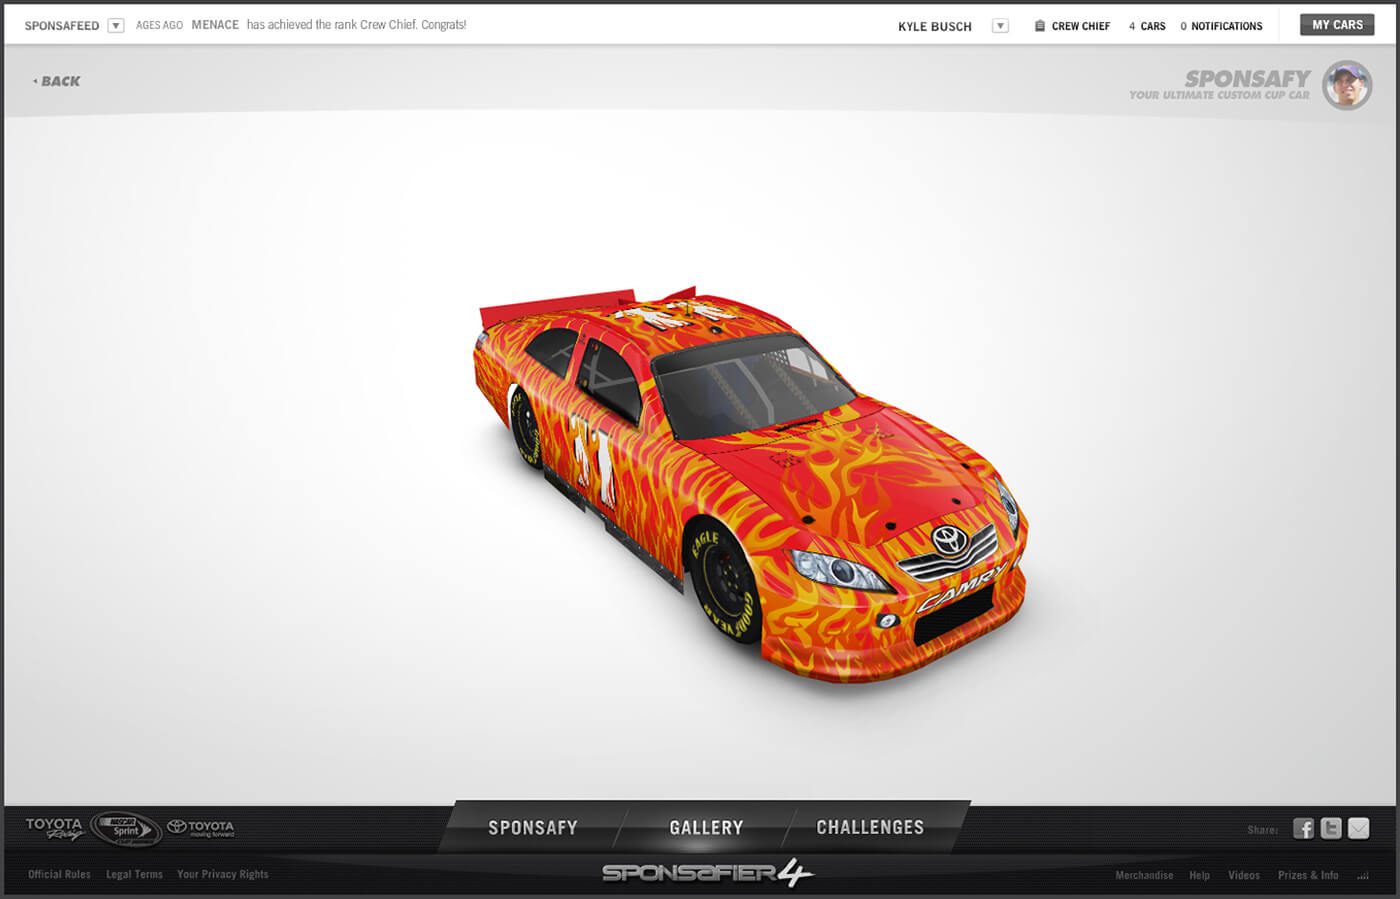 SPONSAFEED AGES AGO MENACE has achieved the rank Crew Chief. Congrats! KYLE BUSCH CREW CHIEF 4 CARS 0 NOTIFICATIONS MY CARS
BACK
SPONSAFY
YOUR ULTIMATE CUSTOM CUP CAR
EAGLE
GOODYEAR
CAMRY
TOYOTA
Racing
NASCAR
Sprint
CUP SERIES
TOYOTA
moving forward
SPONSAFY GALLERY CHALLENGES
Share:
SPONSAFIER 4
Official Rules Legal Terms Your Privacy Rights
Merchandise Help Videos Prizes & Info